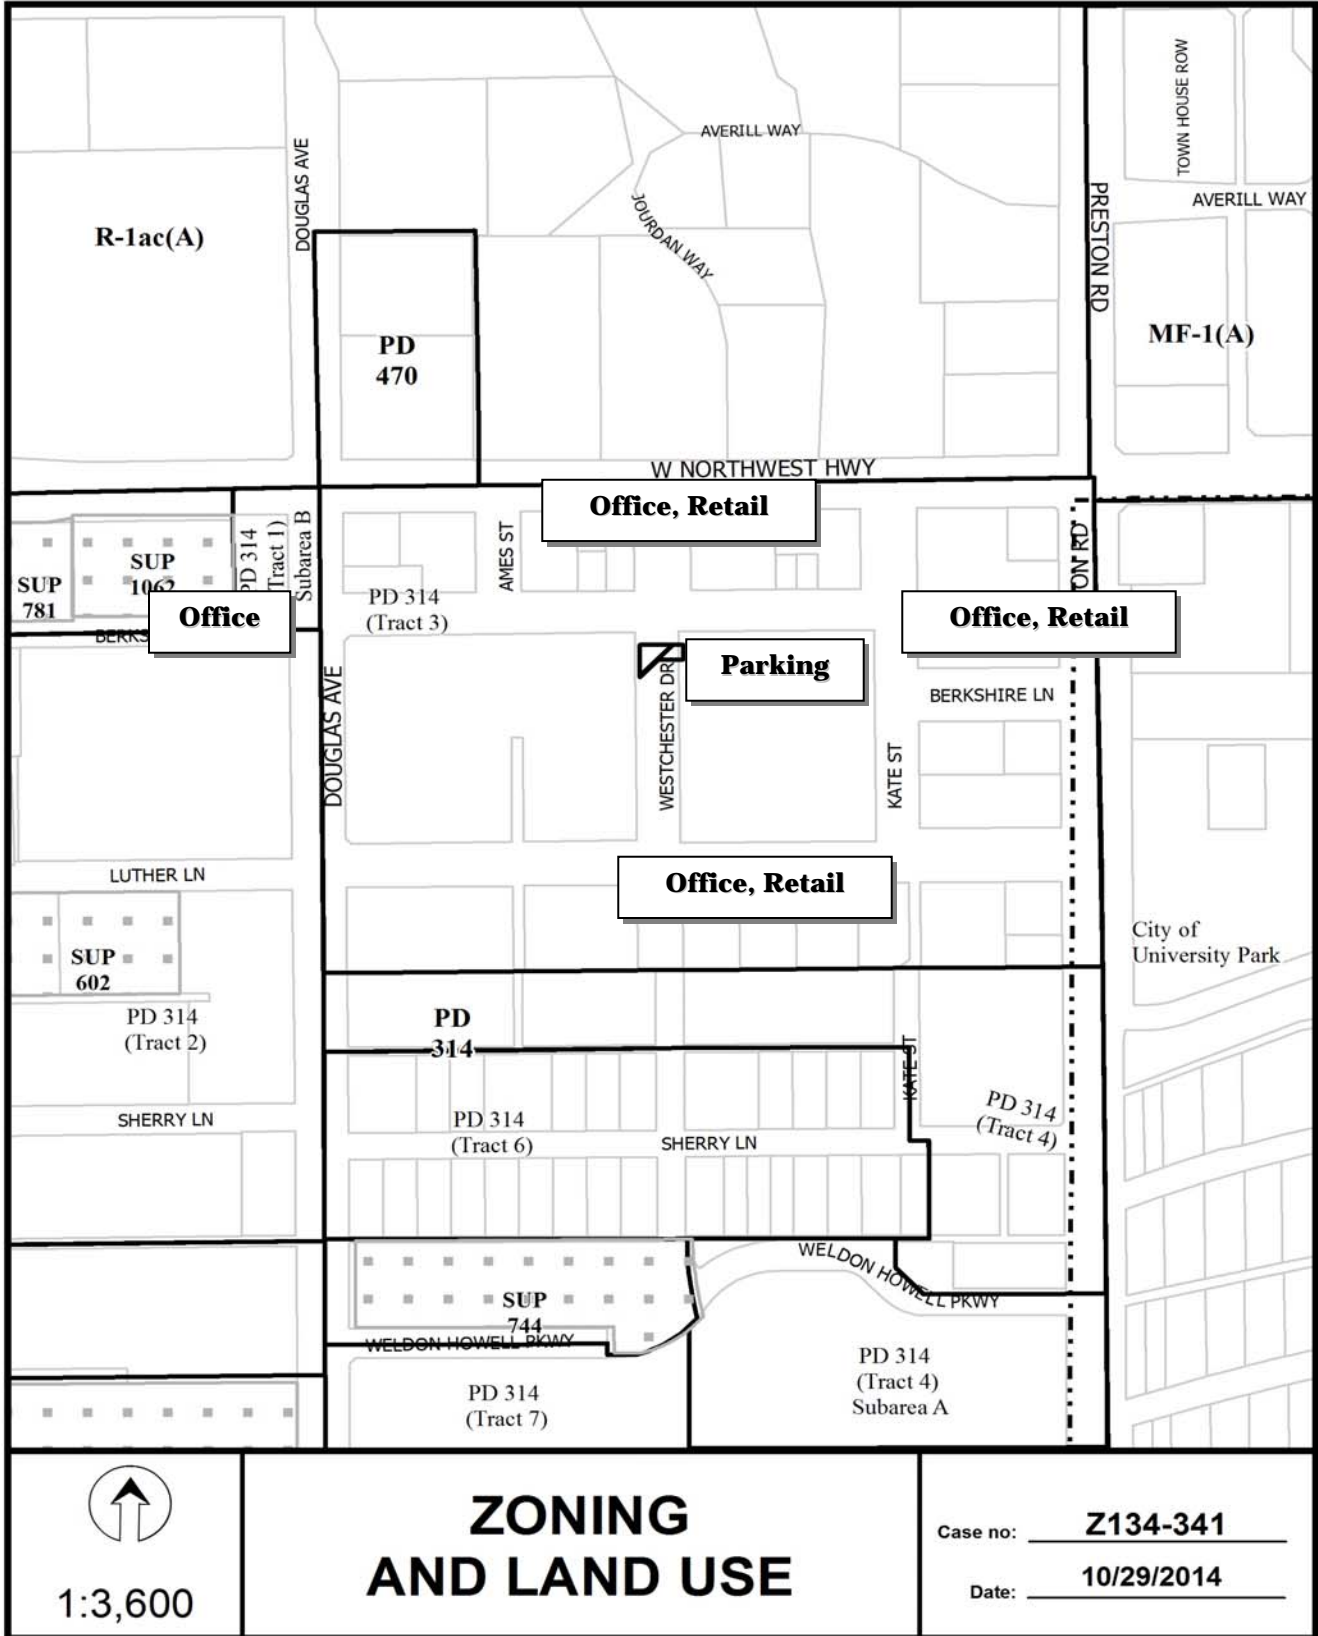 TOWN HOUSE ROW
AVERILL WAY
DOUGLAS AVE
JOURDAN WAY
PRESTON RD
AVERILL WAY
R-1ac(A)
PD
470
MF-1(A)
W NORTHWEST HWY
Office, Retail
AMES ST
PD 314
(Tract 1)
Subarea B
ON RD
SUP
1062
SUP
781
Office
BERKS
PD 314
(Tract 3)
Office, Retail
Parking
WESTCHESTER DR
BERKSHIRE LN
DOUGLAS AVE
KATE ST
LUTHER LN
Office, Retail
City of
University Park
SUP
602
PD 314
(Tract 2)
PD
314
KATE ST
PD 314
(Tract 4)
SHERRY LN
PD 314
(Tract 6)
SHERRY LN
WELDON HOWELL PKWY
SUP
744
WELDON HOWELL PKWY
PD 314
(Tract 4)
Subarea A
PD 314
(Tract 7)
1:3,600
ZONING
AND LAND USE
Case no: Z134-341
Date: 10/29/2014